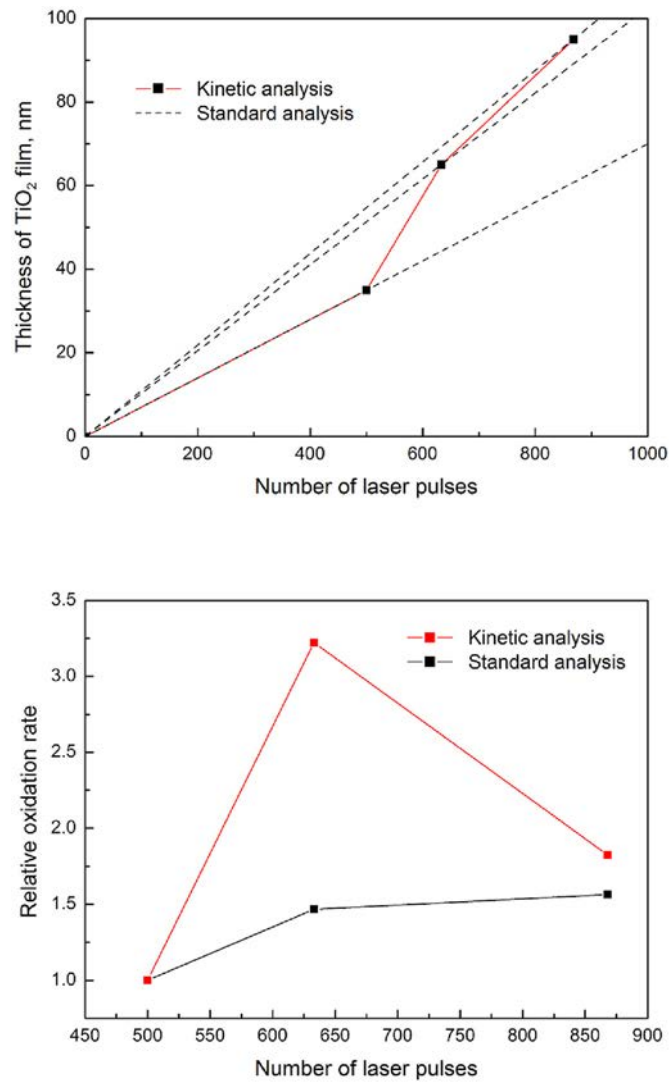 100
80
60
40
20
0
Thickness of TiO₂ film, nm
Kinetic analysis
Standard analysis
0 200 400 600 800 1000
Number of laser pulses
3.5
3.0
2.5
2.0
1.5
1.0
Relative oxidation rate
Kinetic analysis
Standard analysis
450 500 550 600 650 700 750 800 850 900
Number of laser pulses